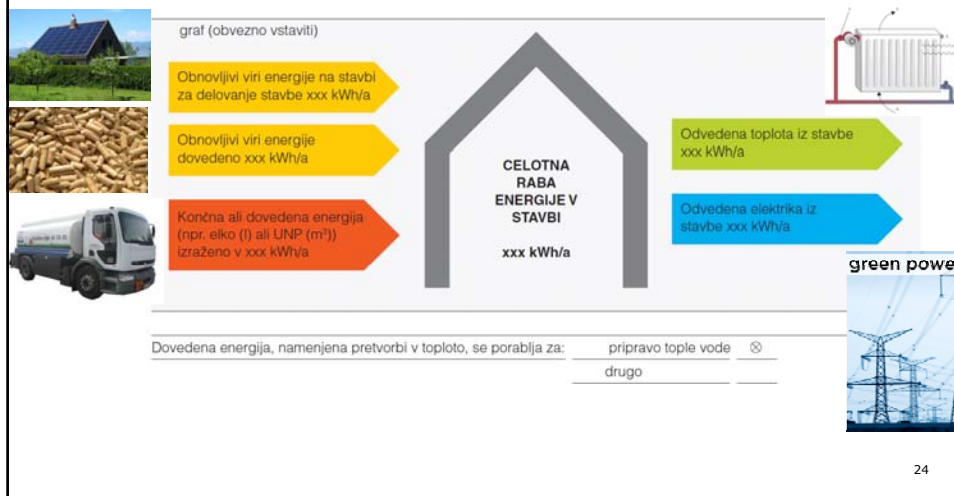 graf (obvezno vstaviti)
Obnovljivi viri energije na stavbi
za delovanje stavbe xxx kWh/a
Obnovljivi viri energije
dovedeno xxx kWh/a
Končna ali dovedena energija
(npr. elko (l) ali UNP (m³))
izraženo v xxx kWh/a
CELOTNA
RABA
ENERGIJE V
STAVBI
xxx kWh/a
Odvedena toplota iz stavbe
xxx kWh/a
Odvedena elektrika iz
stavbe xxx kWh/a
green powe
Dovedena energija, namenjena pretvorbi v toploto, se porablja za: pripravo tople vode ⊗
drugo
24